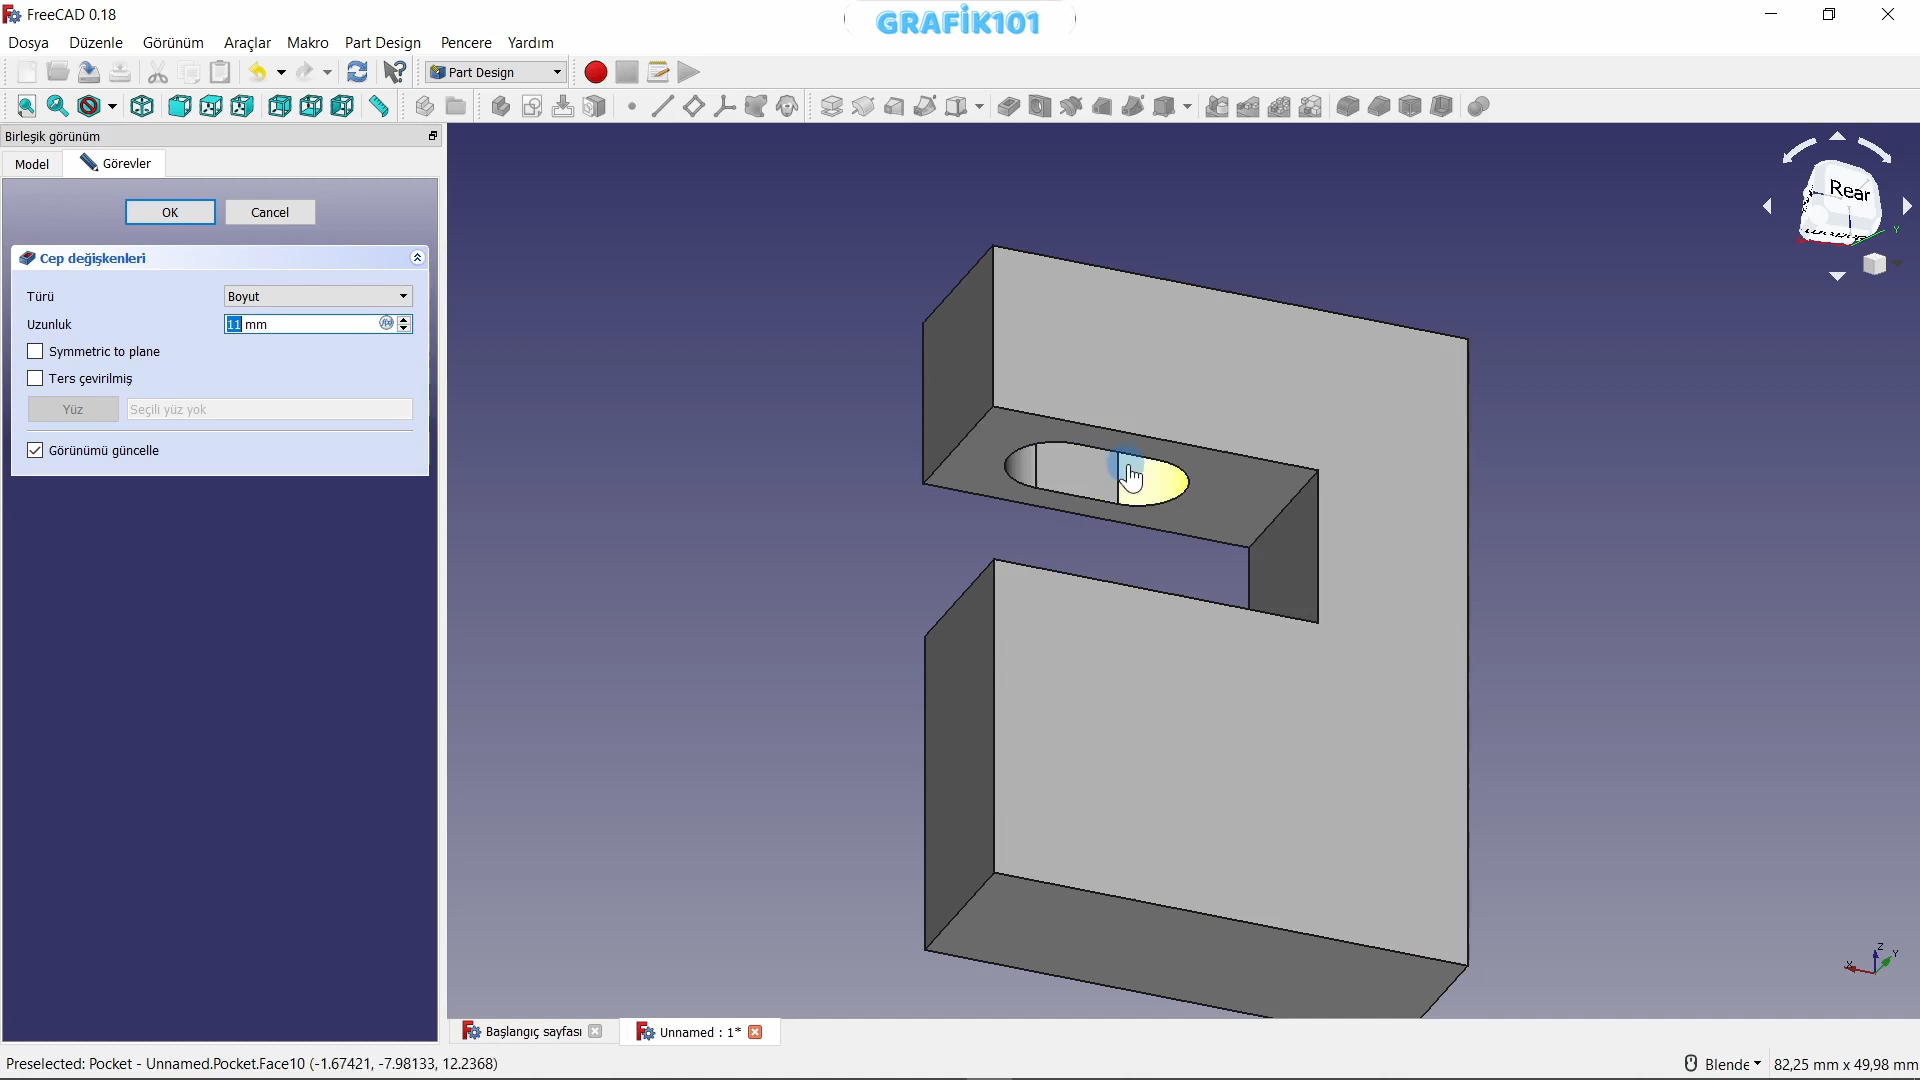 FreeCAD 0.18
GRAFİK101
Dosya Düzenle Görünüm Araçlar Makro Part Design Pencere Yardım
Part Design
Birleşik görünüm
Model Görevler
OK Cancel
Cep değişkenleri
Türü Boyut
Uzunluk 11 mm
Symmetric to plane
Ters çevirilmiş
Yüz Seçili yüz yok
Görünümü güncelle
Rear
Y
Z
Y
X
Başlangıç sayfası Unnamed : 1*
Preselected: Pocket - Unnamed.Pocket.Face10 (-1.67421, -7.98133, 12.2368) Blende 82,25 mm x 49,98 mm